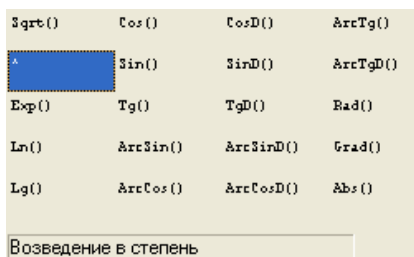 Sqrt() Cos() CosD() ArcTg()
^ Sin() SinD() ArcTgD()
Exp() Tg() TgD() Rad()
Ln() ArcSin() ArcSinD() Grad()
Lg() ArcCos() ArcCosD() Abs()
Возведение в степень